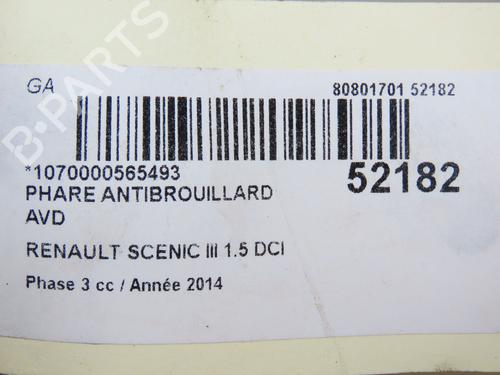 GA
80801701 52182
*1070000565493
52182
PHARE ANTIBROUILLARD
AVD
RENAULT SCENIC III 1.5 DCI
Phase 3 cc / Année 2014
B-PARTS